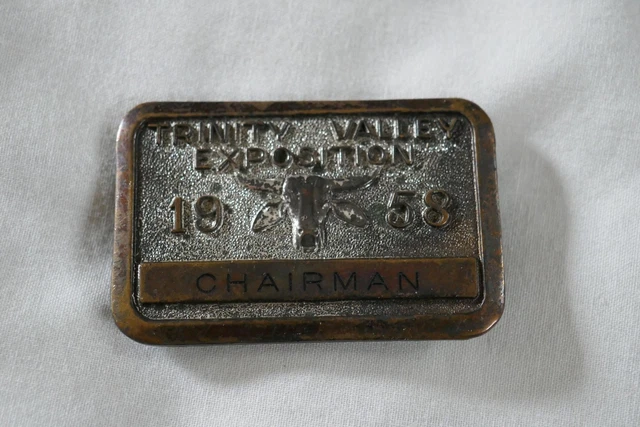 TRINITY VALLEY
EXPOSITION
19 58
CHAIRMAN